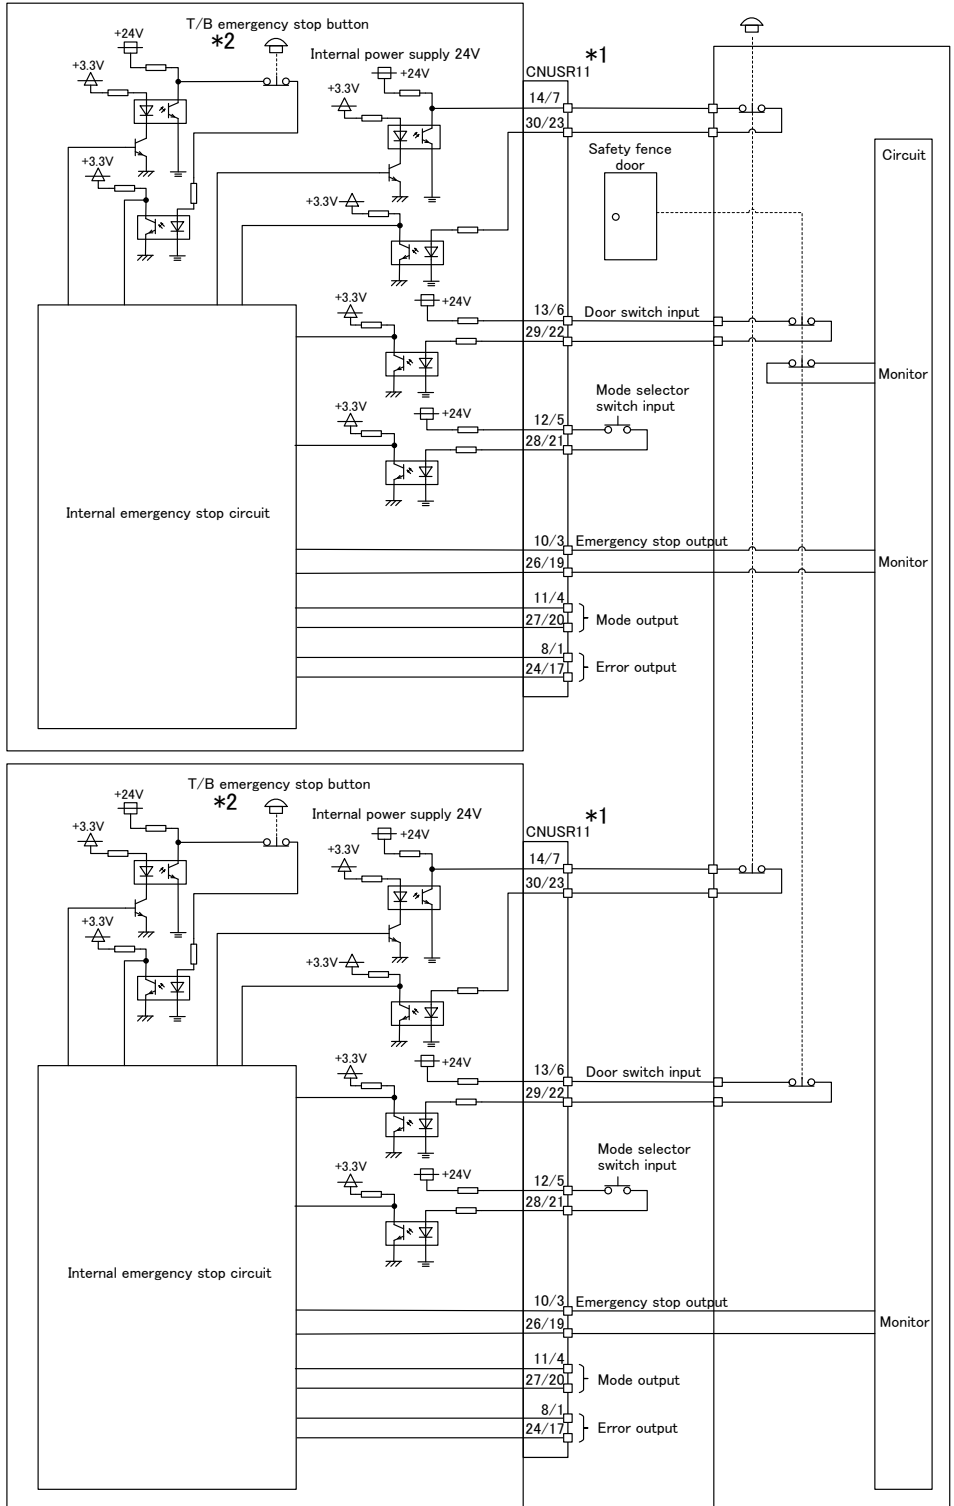 T/B emergency stop button
*2
+24V
+3.3V
Internal power supply 24V
+24V
+3.3V
*1
CNUSR11
14/7
30/23
Safety fence
door
Circuit
+3.3V
+3.3V
+3.3V
+24V
13/6
Door switch input
29/22
Monitor
Mode selector
switch input
+3.3V
+24V
12/5
28/21
Internal emergency stop circuit
10/3
Emergency stop output
26/19
Monitor
11/4
27/20
Mode output
8/1
24/17
Error output
T/B emergency stop button
*2
+24V
+3.3V
Internal power supply 24V
+24V
+3.3V
*1
CNUSR11
14/7
30/23
+3.3V
+3.3V
+3.3V
+24V
13/6
Door switch input
29/22
Mode selector
switch input
+3.3V
+24V
12/5
28/21
Internal emergency stop circuit
10/3
Emergency stop output
26/19
Monitor
11/4
27/20
Mode output
8/1
24/17
Error output